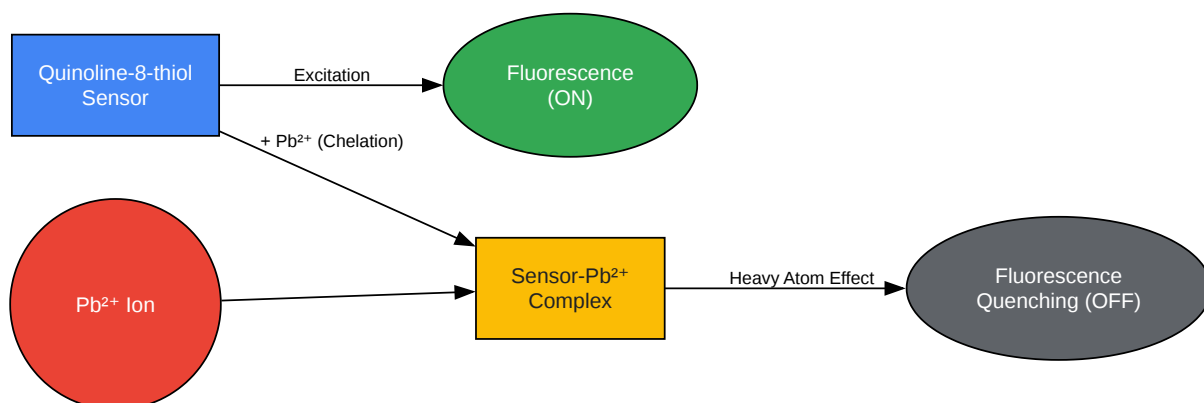 Quinoline-8-thiol
Sensor
Excitation
Fluorescence
(ON)
+ Pb²⁺ (Chelation)
Pb²⁺ Ion
Sensor-Pb²⁺
Complex
Heavy Atom Effect
Fluorescence
Quenching (OFF)